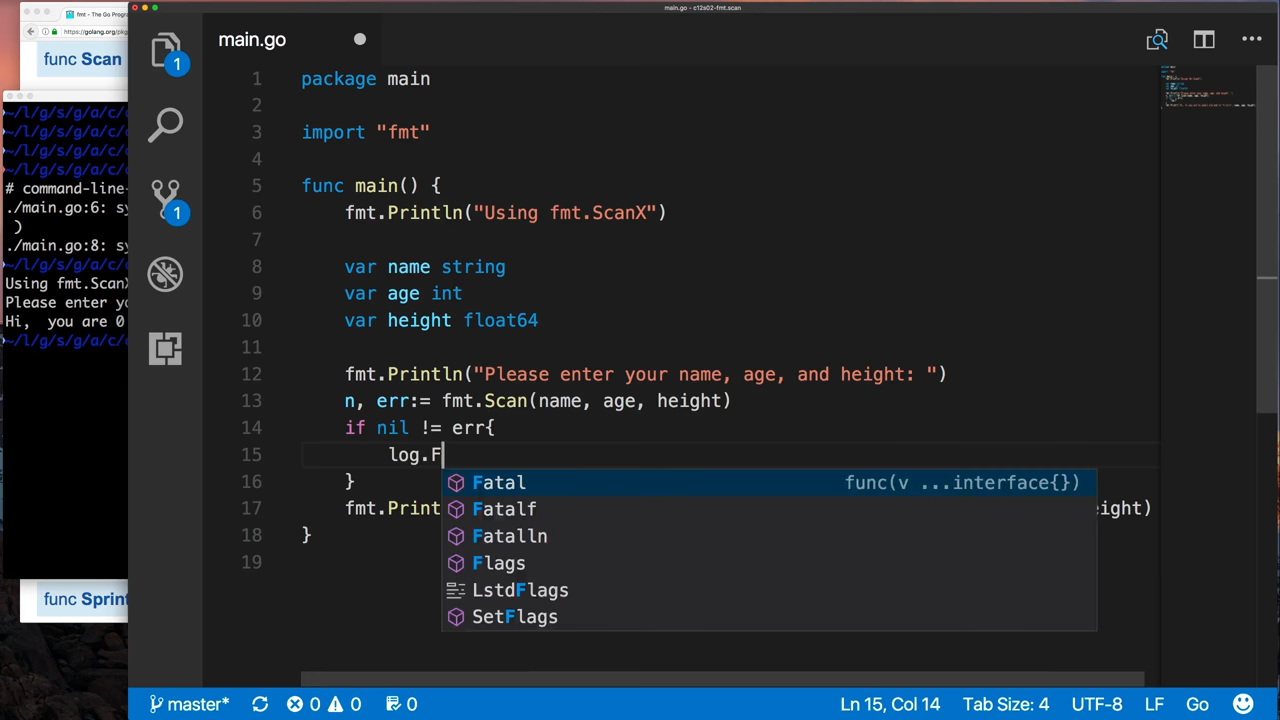 main.go — c12s02-fmt.scan
fmt - The Go Progra
https://golang.org/pkg
func Scan
~/l/g/s/g/a/c/c
~/l/g/s/g/a/c/
~/l/g/s/g/a/c/
~/l/g/s/g/a/c/
# command-line-
./main.go:6: sy
)
./main.go:8: sy
~/l/g/s/g/a/c/
Using fmt.ScanX
Please enter yo
Hi, you are 0
~/l/g/s/g/a/c/
func Sprint
1
1
main.go
1 package main
2
3 import "fmt"
4
5 func main() {
6 fmt.Println("Using fmt.ScanX")
7
8 var name string
9 var age int
10 var height float64
11
12 fmt.Println("Please enter your name, age, and height: ")
13 n, err:= fmt.Scan(name, age, height)
14 if nil != err{
15 log.F
16 }
17 fmt.Print eight)
18 }
19
Fatal func(v ...interface{})
Fatalf
Fatalln
Flags
LstdFlags
SetFlags
master* 0 0 0 Ln 15, Col 14 Tab Size: 4 UTF-8 LF Go